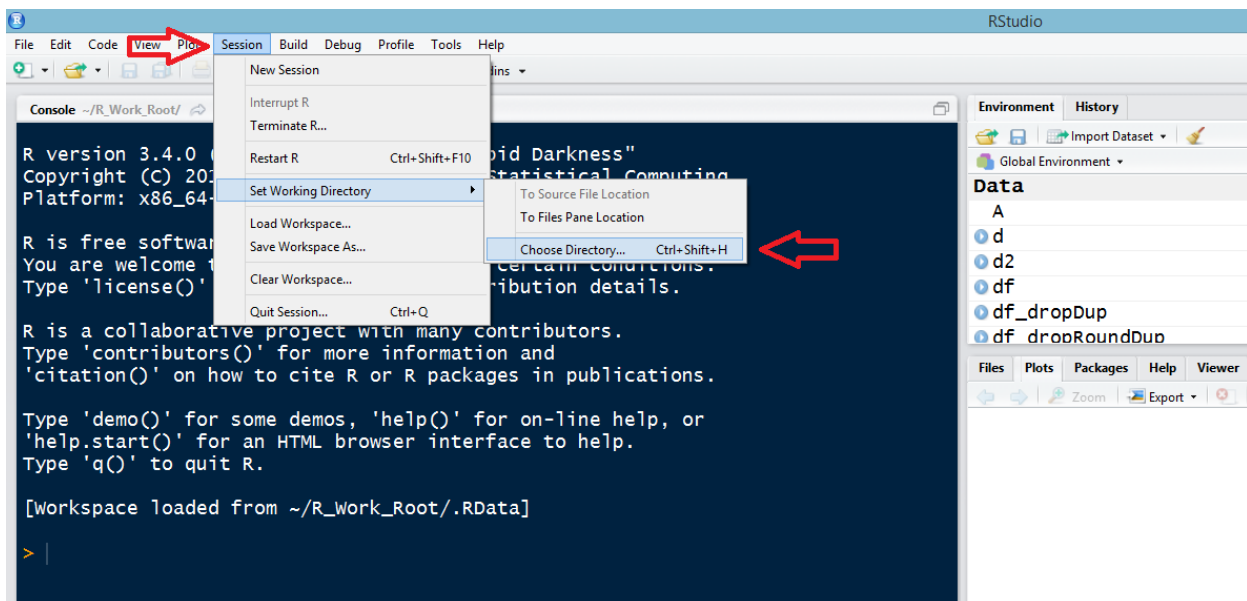 RStudio
File Edit Code View Plots Session Build Debug Profile Tools Help
New Session
Interrupt R
Terminate R...
Restart R Ctrl+Shift+F10
Set Working Directory
Load Workspace...
Save Workspace As...
Clear Workspace...
Quit Session... Ctrl+Q
To Source File Location
To Files Pane Location
Choose Directory... Ctrl+Shift+H
Console ~/R_Work_Root/
R version 3.4.0 Darkness"
Copyright (C) Statistical Computing
Platform: x86_64-
R is free
You are welcome certain conditions.
Type 'license()' details.
R is a collaborative project with many contributors.
Type 'contributors()' for more information and
'citation()' on how to cite R or R packages in publications.
Type 'demo()' for some demos, 'help()' for on-line help, or
'help.start()' for an HTML browser interface to help.
Type 'q()' to quit R.
[Workspace loaded from ~/R_Work_Root/.RData]
>
Environment History
Import Dataset
Global Environment
Data
A
d
d2
df
df_dropDup
df_dropRoundDup
Files Plots Packages Help Viewer
Zoom Export